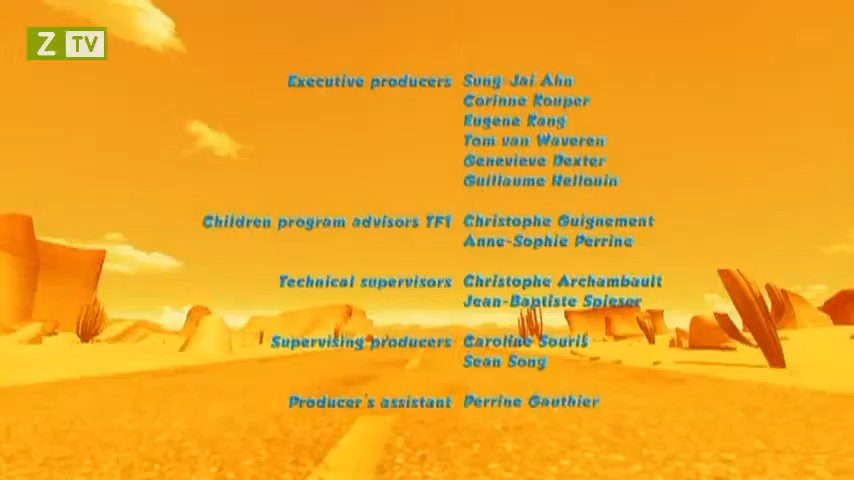 Z TV
Executive producers Sung Jai Ahn
Corinne Kouper
Eugene Kang
Tom van Waveren
Genevieve Dexter
Guillaume Hellouin
Children program advisors TF1 Christophe Guignement
Anne-Sophie Perrine
Technical supervisors Christophe Archambault
Jean-Baptiste Spieser
Supervising producers Caroline Souris
Sean Song
Producer's assistant Perrine Gauthier